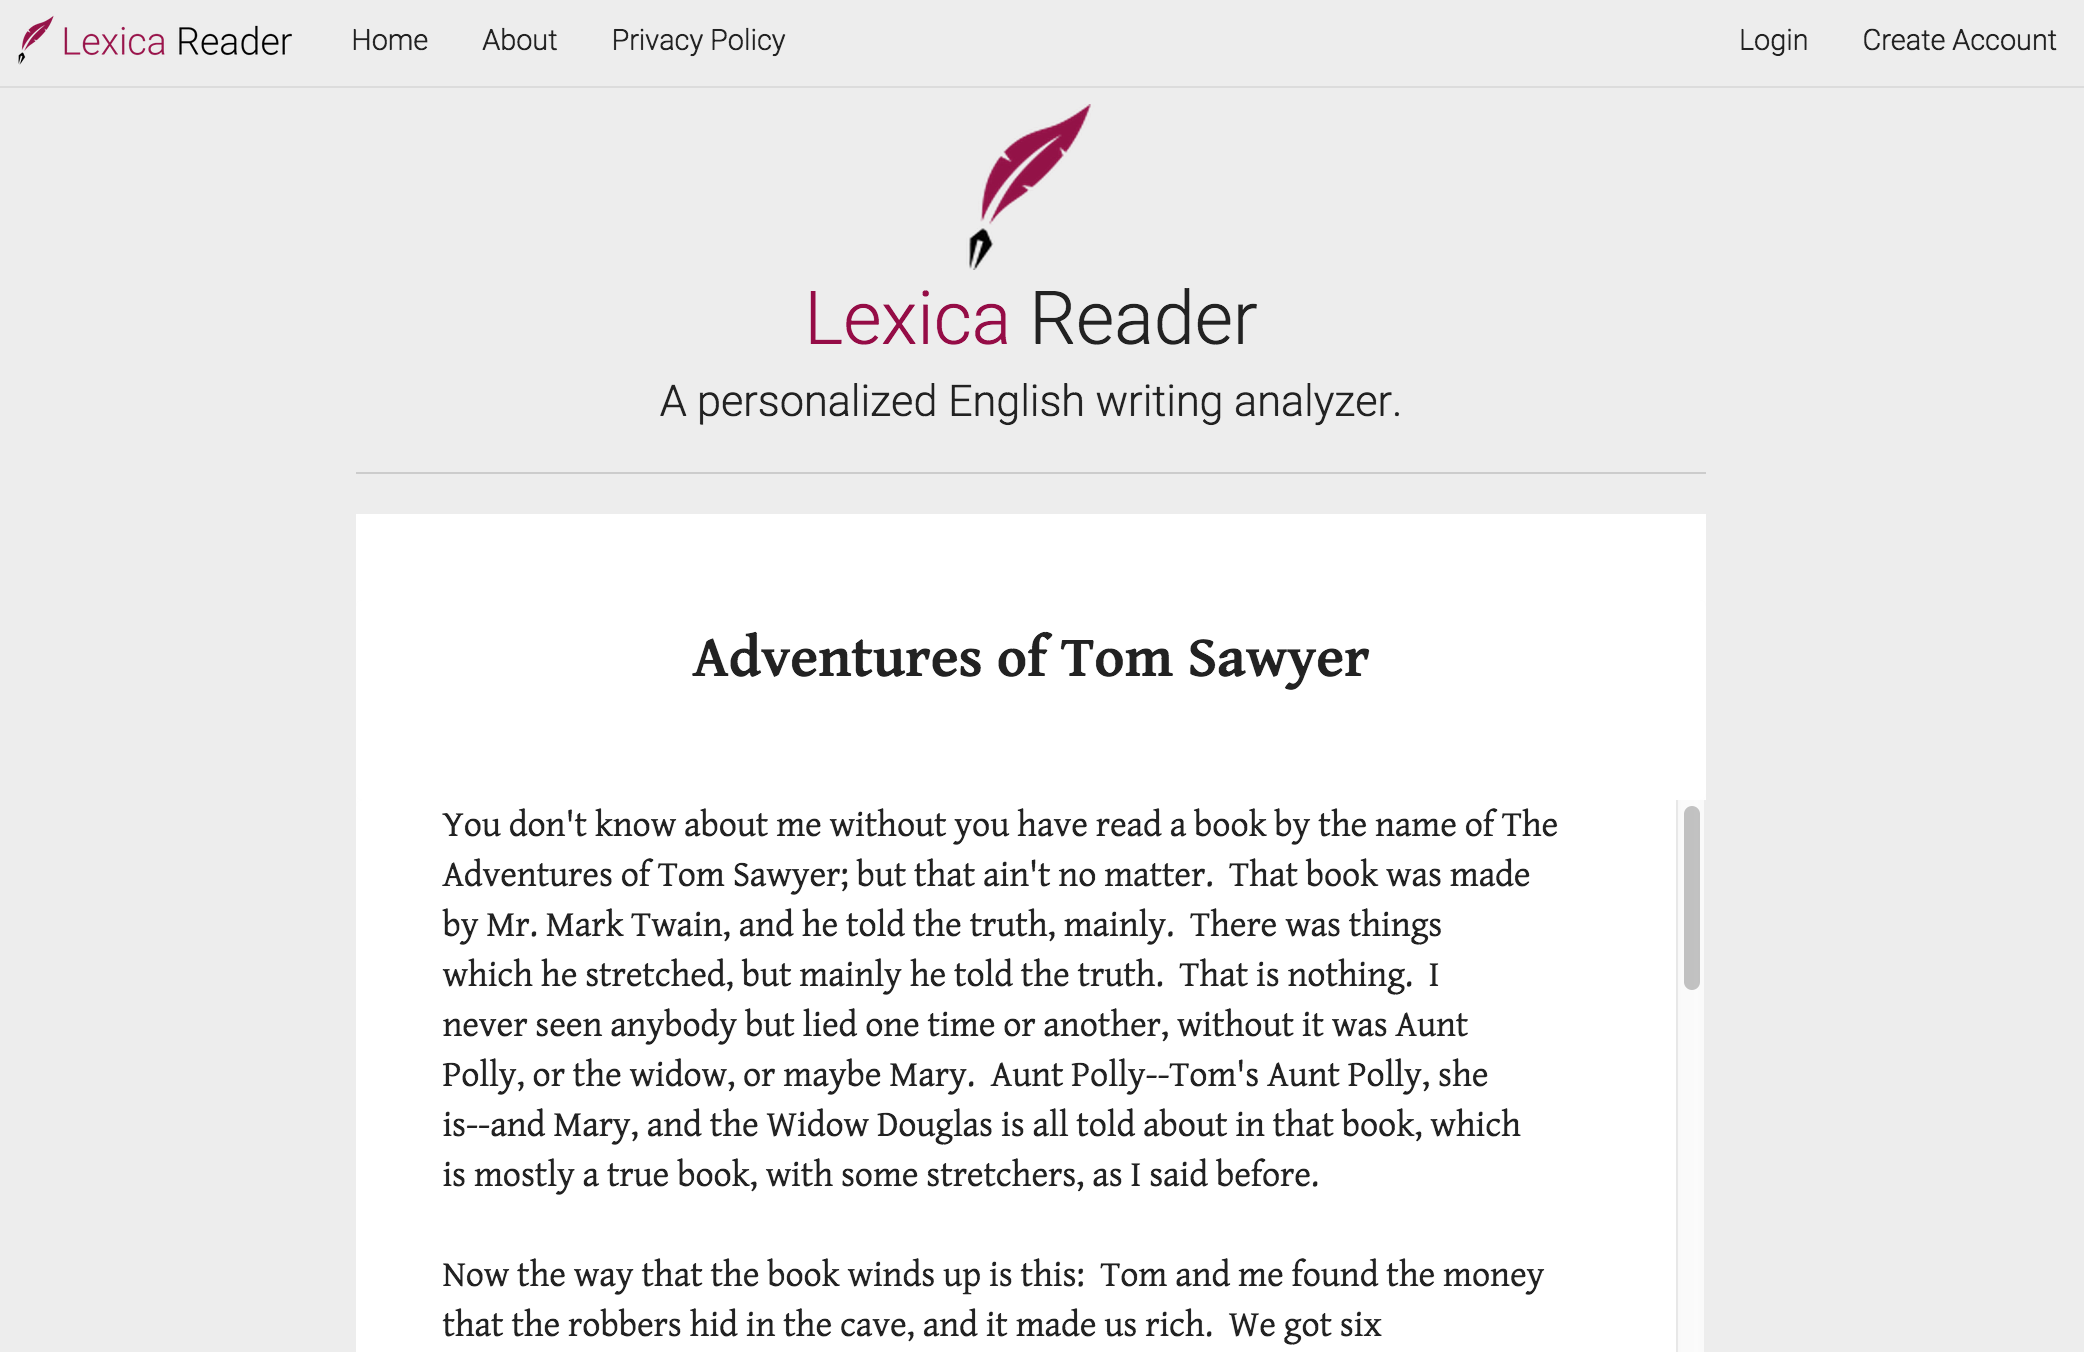 Lexica Reader Home About Privacy Policy Login Create Account
Lexica Reader
A personalized English writing analyzer.
Adventures of Tom Sawyer
You don't know about me without you have read a book by the name of The
Adventures of Tom Sawyer; but that ain't no matter.  That book was made
by Mr. Mark Twain, and he told the truth, mainly.  There was things
which he stretched, but mainly he told the truth.  That is nothing.  I
never seen anybody but lied one time or another, without it was Aunt
Polly, or the widow, or maybe Mary.  Aunt Polly--Tom's Aunt Polly, she
is--and Mary, and the Widow Douglas is all told about in that book, which
is mostly a true book, with some stretchers, as I said before.
Now the way that the book winds up is this:  Tom and me found the money
that the robbers hid in the cave, and it made us rich.  We got six